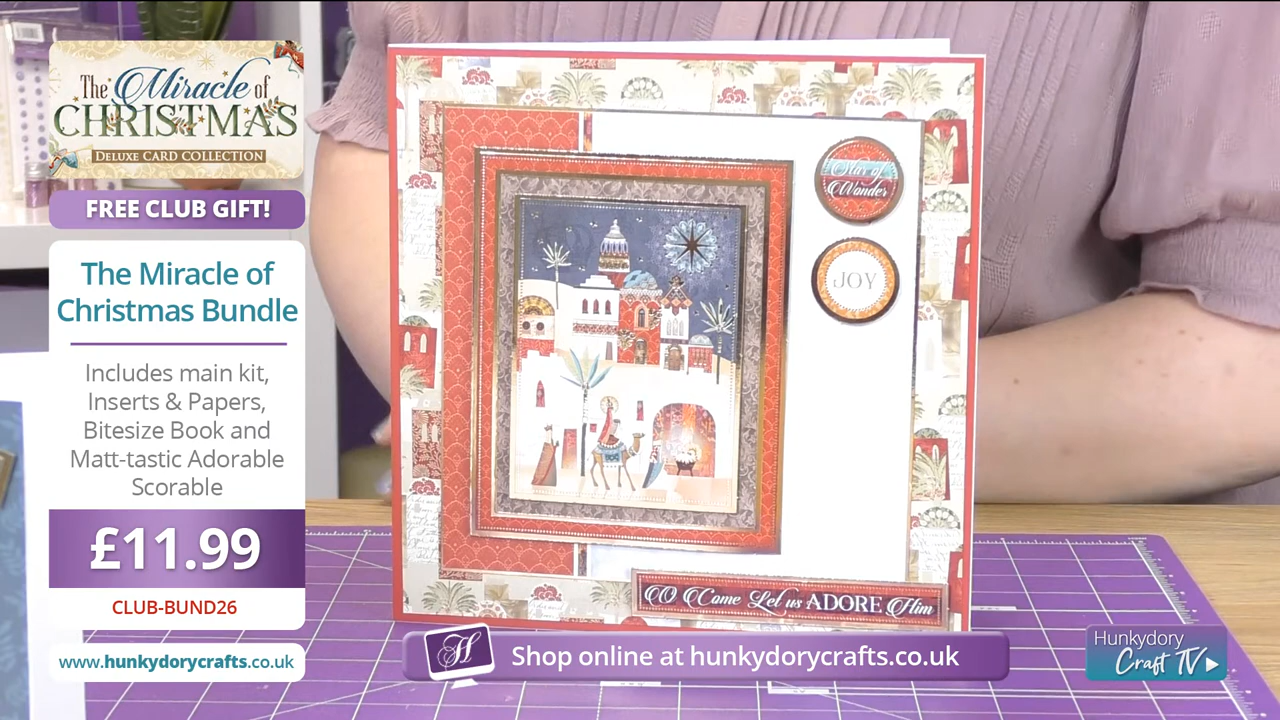 The Miracle of
CHRISTMAS
DELUXE CARD COLLECTION
FREE CLUB GIFT!
The Miracle of
Christmas Bundle
Includes main kit,
Inserts & Papers,
Bitesize Book and
Matt-tastic Adorable
Scorable
£11.99
CLUB-BUND26
www.hunkydorycrafts.co.uk
Star of
Wonder
JOY
O Come Let us ADORE Him
H
Shop online at hunkydorycrafts.co.uk
Hunkydory
Craft TV